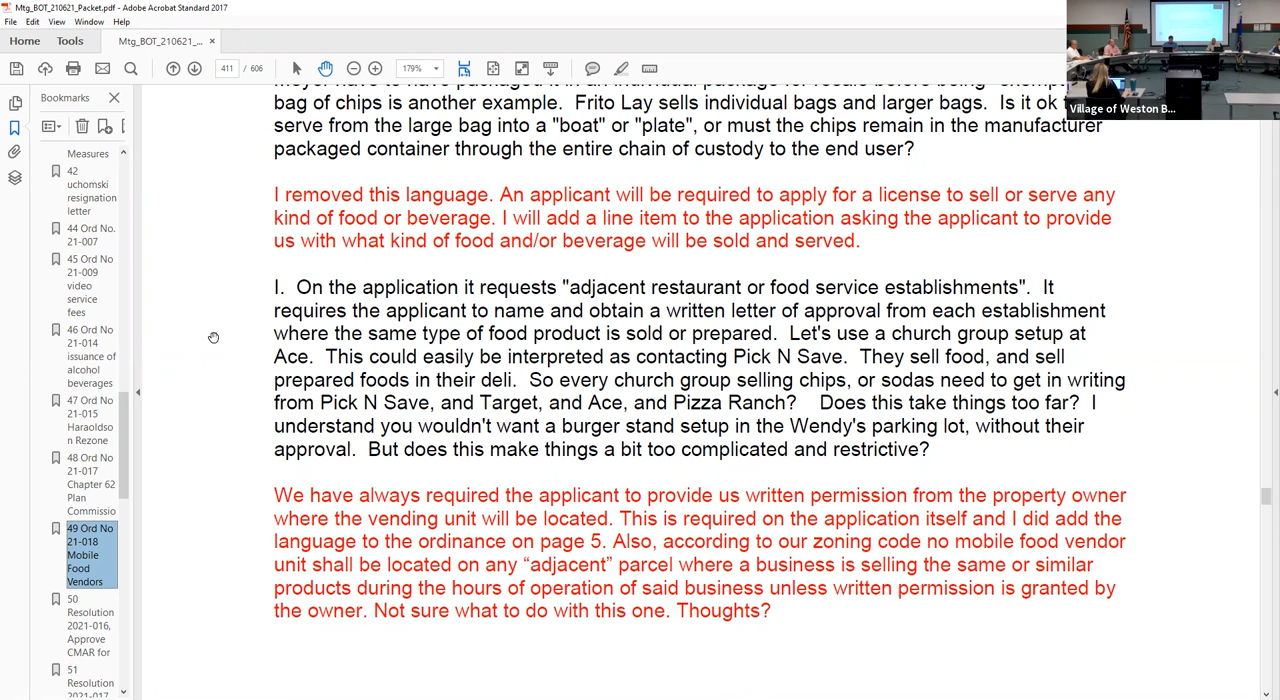 Mtg_BOT_210621_Packet.pdf - Adobe Acrobat Standard 2017
File Edit View Window Help
Home Tools Mtg_BOT_210621_... ×
411 / 606 179%
Bookmarks
Measures
42
uchomski
resignation
letter
44 Ord No.
21-007
45 Ord No
21-009
video
service
fees
46 Ord No
21-014
issuance of
alcohol
beverages
47 Ord No
21-015
Haraoldso
n Rezone
48 Ord No
21-017
Chapter 62
Plan
Commissio
49 Ord No
21-018
Mobile
Food
Vendors
50
Resolution
2021-016,
Approve
CMAR for
51
Resolution
2021-017
bag of chips is another example. Frito Lay sells individual bags and larger bags. Is it ok
serve from the large bag into a "boat" or "plate", or must the chips remain in the manufacturer
packaged container through the entire chain of custody to the end user?
I removed this language. An applicant will be required to apply for a license to sell or serve any
kind of food or beverage. I will add a line item to the application asking the applicant to provide
us with what kind of food and/or beverage will be sold and served.
I. On the application it requests "adjacent restaurant or food service establishments". It
requires the applicant to name and obtain a written letter of approval from each establishment
where the same type of food product is sold or prepared. Let's use a church group setup at
Ace. This could easily be interpreted as contacting Pick N Save. They sell food, and sell
prepared foods in their deli. So every church group selling chips, or sodas need to get in writing
from Pick N Save, and Target, and Ace, and Pizza Ranch? Does this take things too far? I
understand you wouldn't want a burger stand setup in the Wendy's parking lot, without their
approval. But does this make things a bit too complicated and restrictive?
We have always required the applicant to provide us written permission from the property owner
where the vending unit will be located. This is required on the application itself and I did add the
language to the ordinance on page 5. Also, according to our zoning code no mobile food vendor
unit shall be located on any “adjacent” parcel where a business is selling the same or similar
products during the hours of operation of said business unless written permission is granted by
the owner. Not sure what to do with this one. Thoughts?
Village of Weston B...